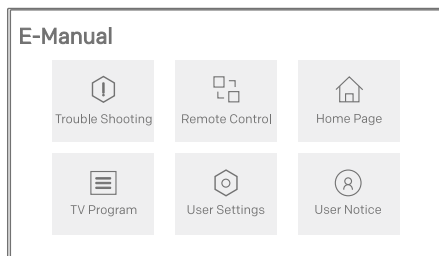 E-Manual
Trouble Shooting
Remote Control
Home Page
TV Program
User Settings
User Notice